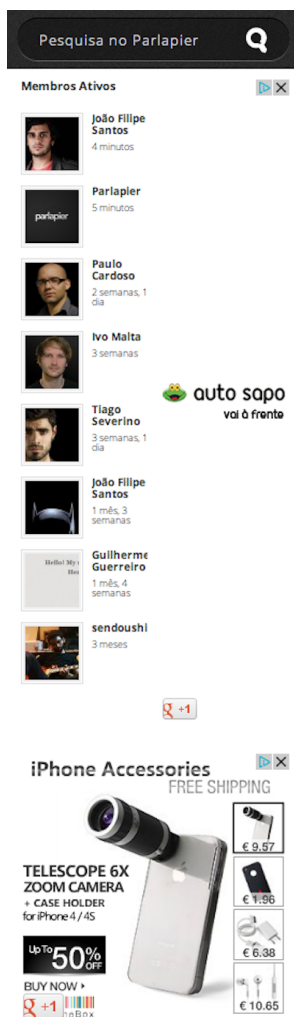 Pesquisa no Parlapier
Membros Ativos
João Filipe
Santos
4 minutos
parlapier
Parlapier
5 minutos
Paulo
Cardoso
2 semanas, 1
dia
Ivo Malta
3 semanas
Tiago
Severino
3 semanas, 1
dia
auto sapo
vai à frente
João Filipe
Santos
1 mês, 3
semanas
Hello! My
Guilherme
Guerreiro
1 mês, 4
semanas
sendoushi
3 meses
g +1
iPhone Accessories
FREE SHIPPING
€ 9.57
TELESCOPE 6X
ZOOM CAMERA
+ CASE HOLDER
for iPhone 4 / 4S
€ 1.96
UpTo 50% OFF
€ 6.38
BUY NOW
g +1
ceBox
€ 10.65